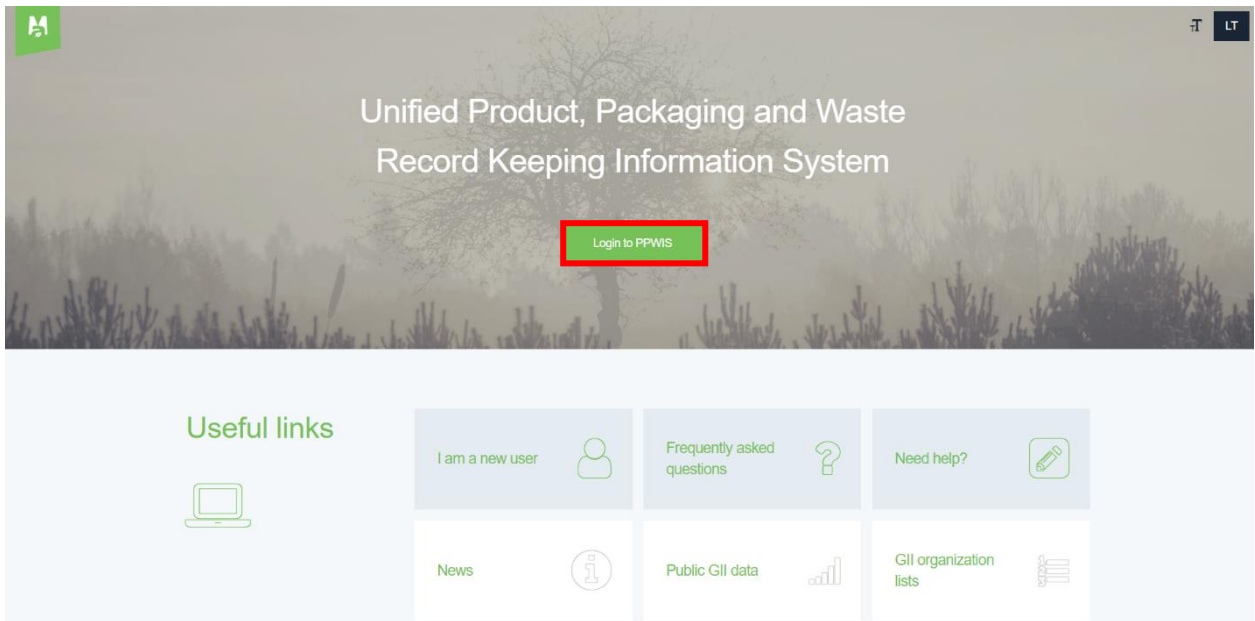 LT
Unified Product, Packaging and Waste
Record Keeping Information System
Login to PPWIS
Useful links
I am a new user
Frequently asked
questions
Need help?
News
Public GII data
GII organization
lists